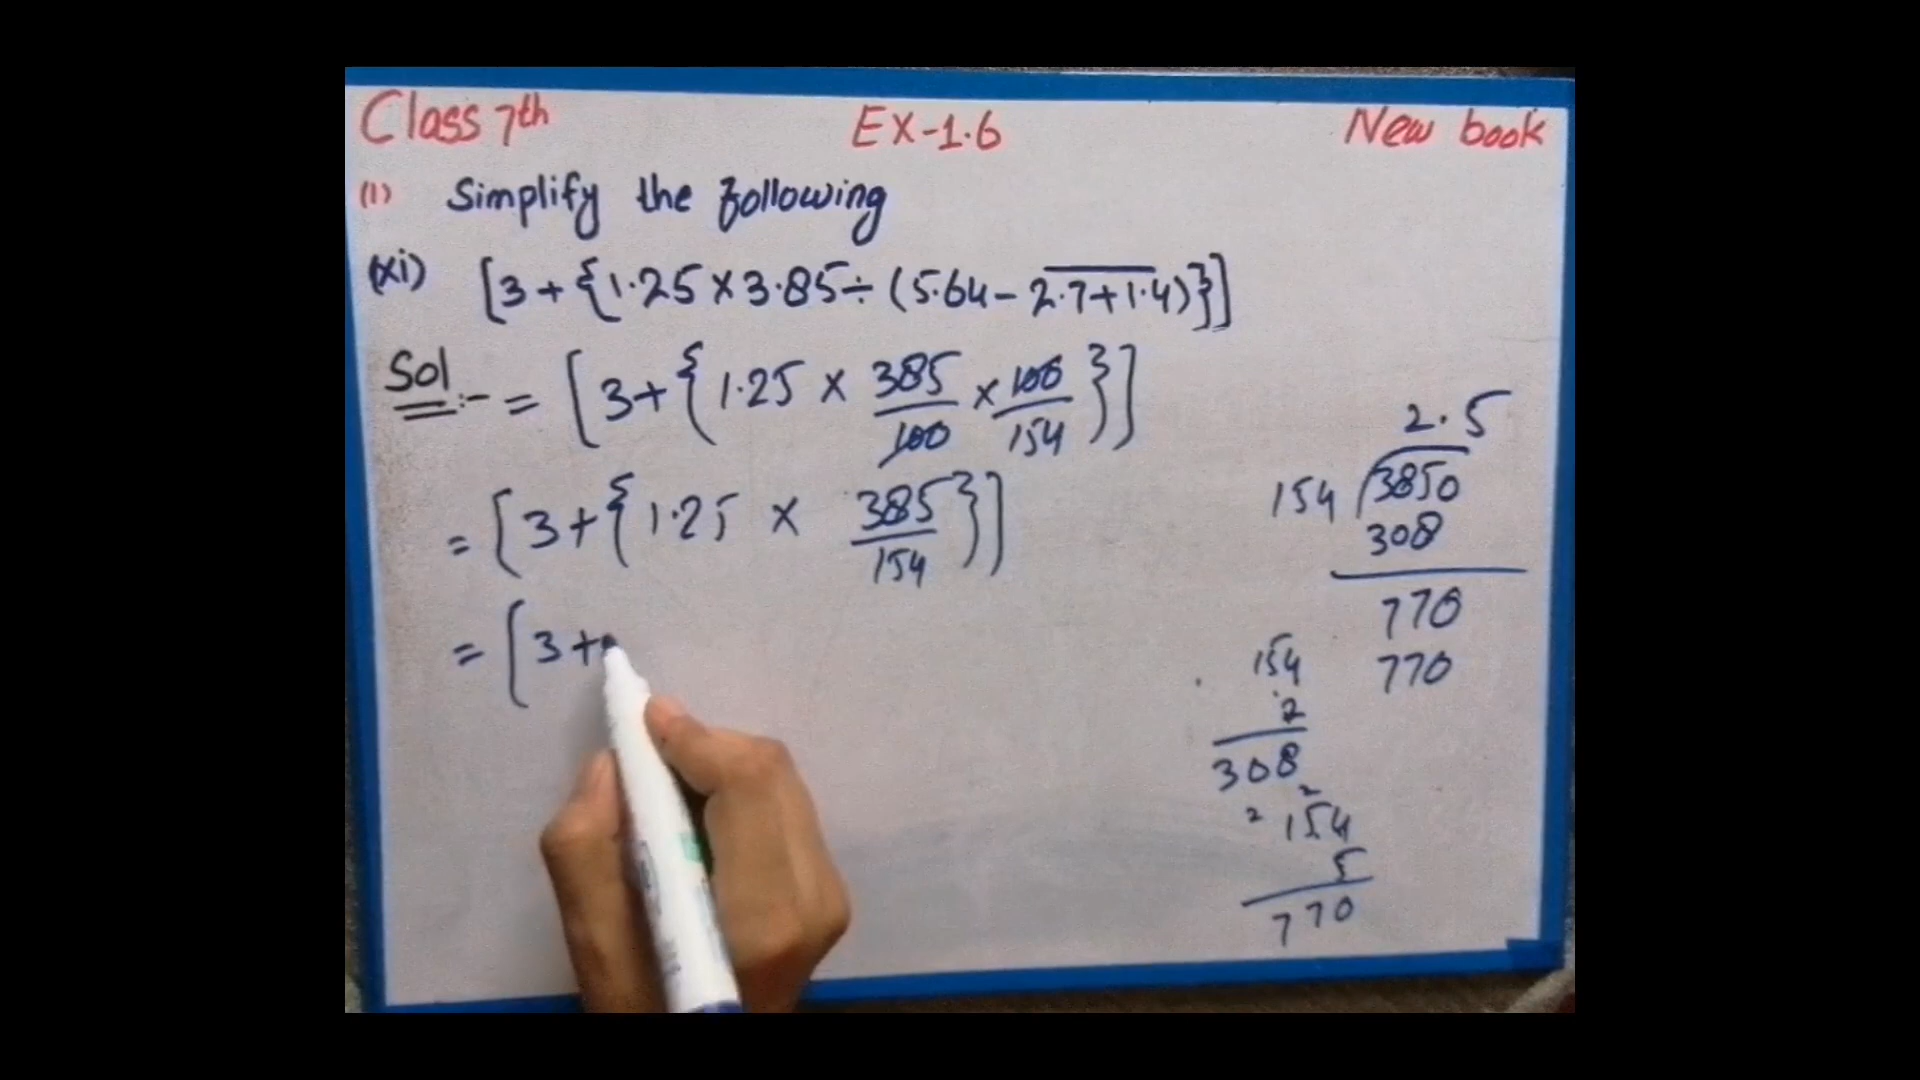 Class 7th EX-1.6 New book
(1) Simplify the following
(xi) [3+{1.25×3.85÷(5.64-2.7+1.4)}]
Sol :- = [3+{1.25 × 385/100 × 100/154}]
= [3+{1.25 × 385/154}]
= [3+
2.5
154 3850
308
770
770
154
2
308
2
2 154
5
770